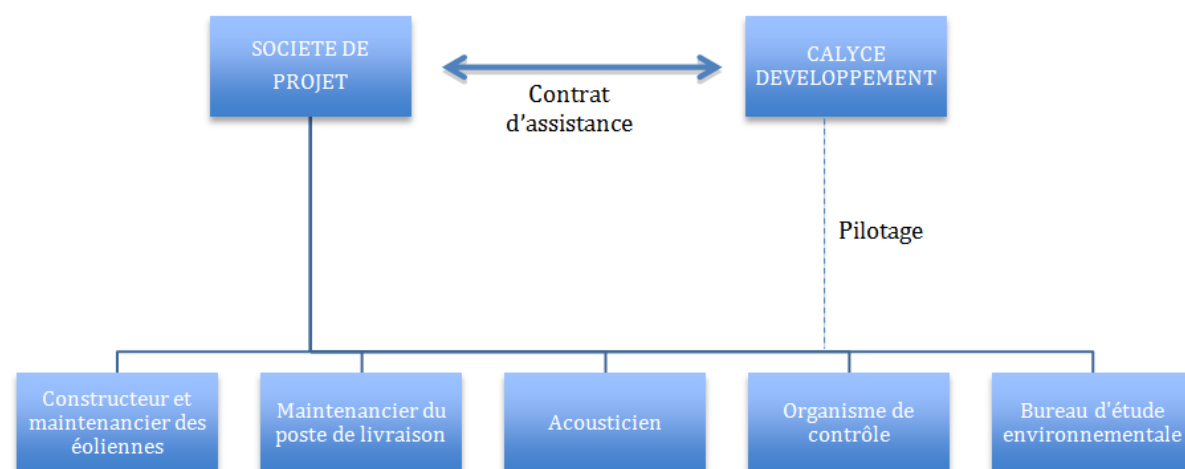 SOCIETE DE
PROJET
CALYCE
DEVELOPPEMENT
Contrat
d’assistance
Pilotage
Constructeur et
maintenancier des
éoliennes
Maintenancier du
poste de livraison
Acousticien
Organisme de
contrôle
Bureau d'étude
environnementale